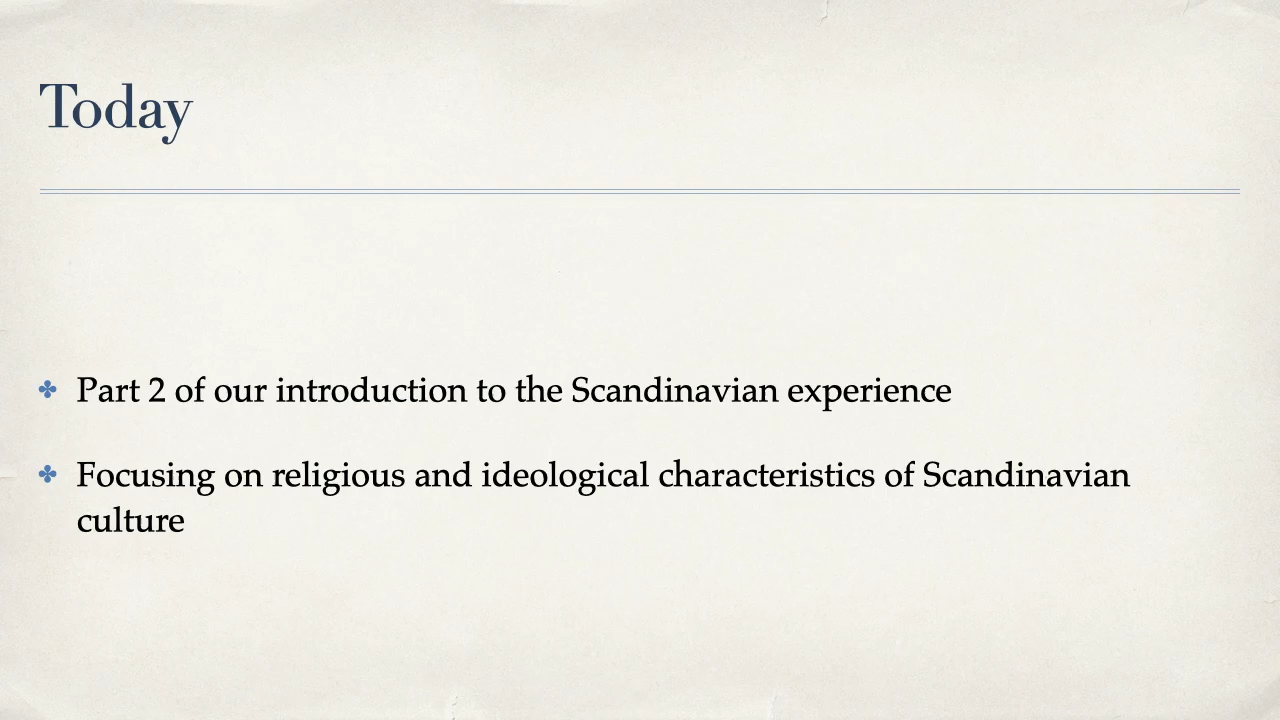 Today
✤ Part 2 of our introduction to the Scandinavian experience
✤ Focusing on religious and ideological characteristics of Scandinavian
culture